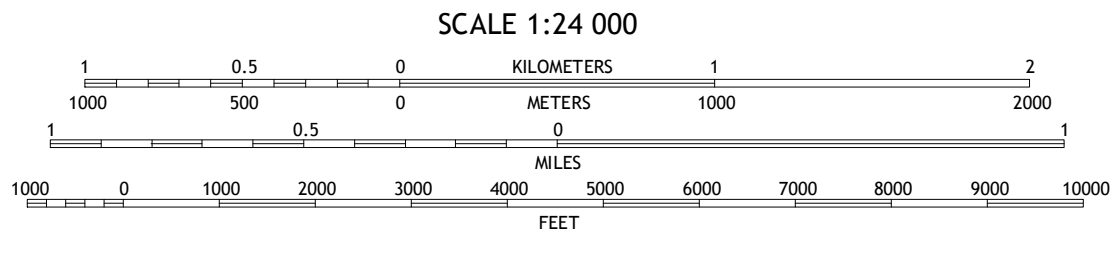 SCALE 1:24 000
1 0.5 0 KILOMETERS 1 2
1000 500 0 METERS 1000 2000
1 0.5 0 1
MILES
1000 0 1000 2000 3000 4000 5000 6000 7000 8000 9000 10000
FEET